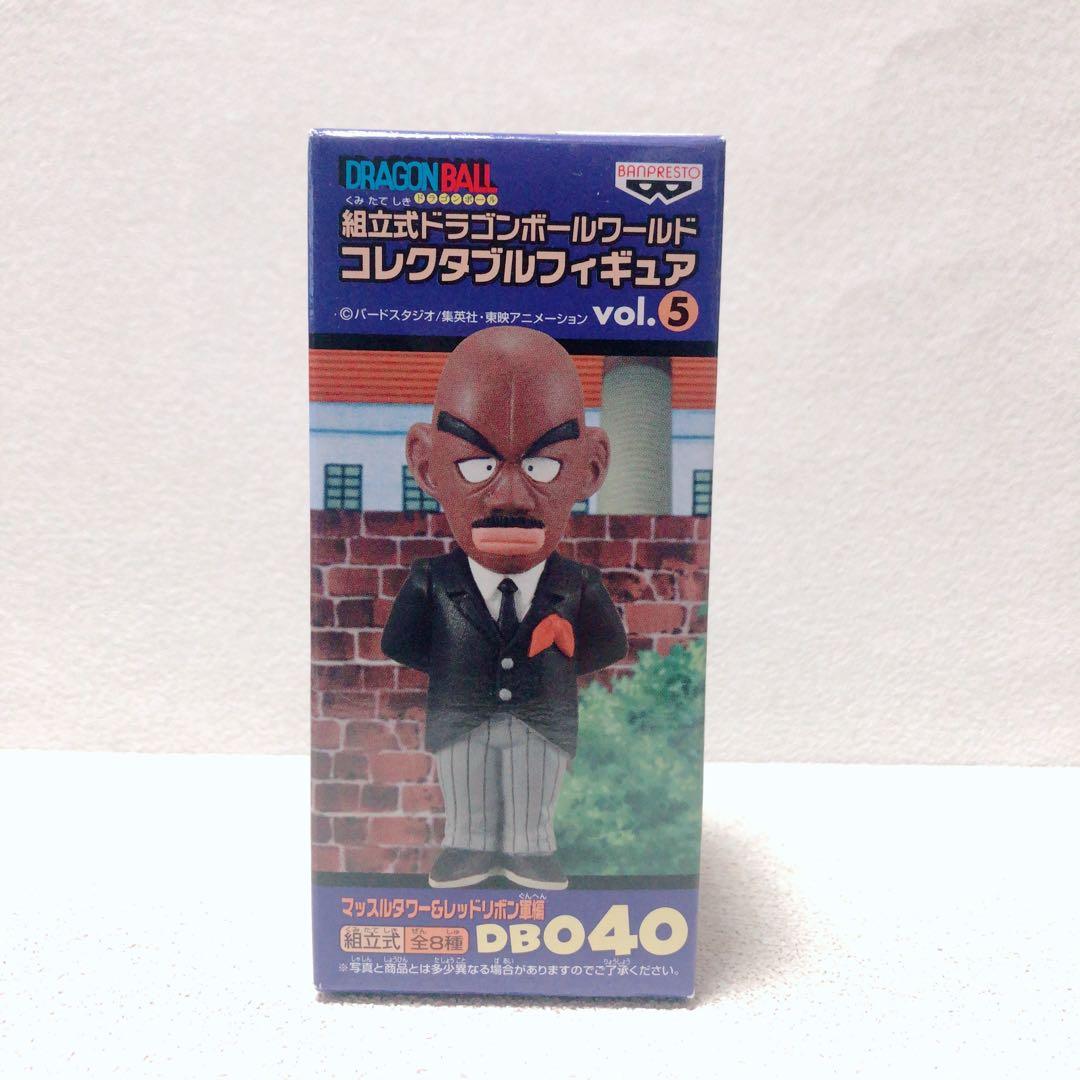 DRAGON BALL
BANPRESTO
くみ たて しき ドラゴンボール
組立式ドラゴンボールワールド
コレクタブルフィギュア
©バードスタジオ/集英社・東映アニメーション vol.5
ぐんへん
マッスルタワー&レッドリボン軍編
くみ たて しき ぜん しゅ
組立式 全8種 DB040
しゃしん しょうひん たしょうこと ば あい りょうしょう
※写真と商品とは多少異なる場合がありますのでご了承ください。